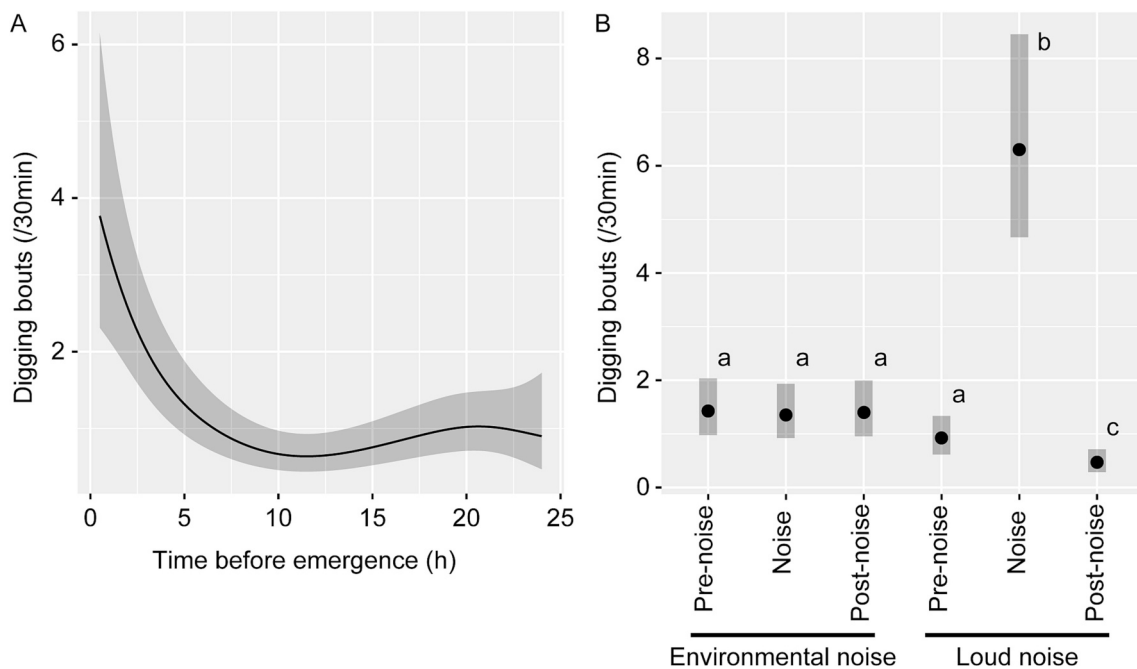 A
6
4
2
Digging bouts (/30min)
0 5 10 15 20 25
Time before emergence (h)
B
8
6
4
2
0
Digging bouts (/30min)
a a a a b c
Pre-noise
Noise
Post-noise
Pre-noise
Noise
Post-noise
Environmental noise
Loud noise